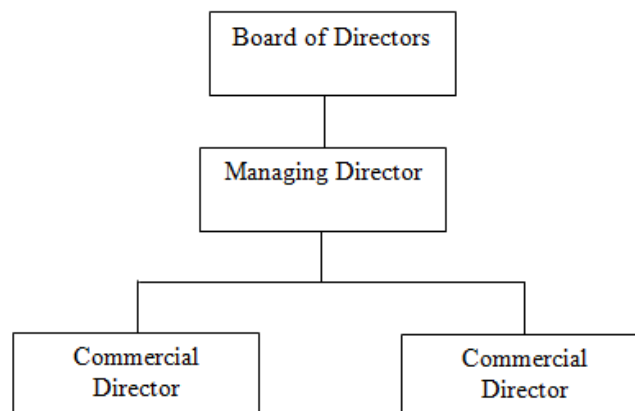 Board of Directors
Managing Director
Commercial
Director
Commercial
Director